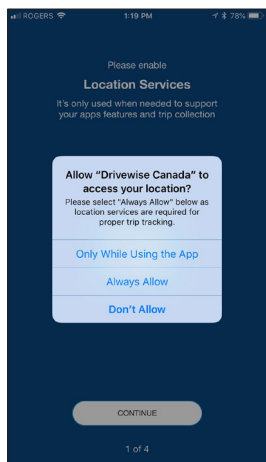 ROGERS 1:19 PM 78%
Please enable
Location Services
It's only used when needed to support
your apps features and trip collection
Allow “Drivewise Canada” to
access your location?
Please select "Always Allow" below as
location services are required for
proper trip tracking.
Only While Using the App
Always Allow
Don't Allow
CONTINUE
1 of 4